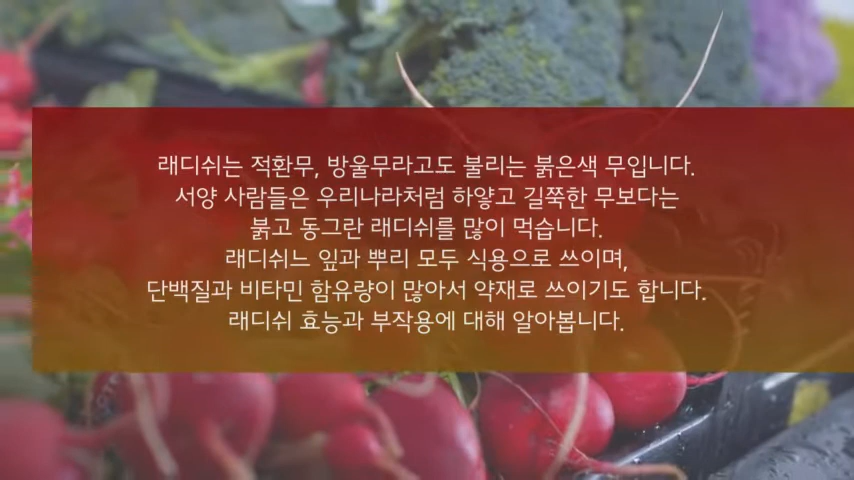 래디쉬는 적환무, 방울무라고도 불리는 붉은색 무입니다.
서양 사람들은 우리나라처럼 하얗고 길쭉한 무보다는
붉고 동그란 래디쉬를 많이 먹습니다.
래디쉬느 잎과 뿌리 모두 식용으로 쓰이며,
단백질과 비타민 함유량이 많아서 약재로 쓰이기도 합니다.
래디쉬 효능과 부작용에 대해 알아봅니다.